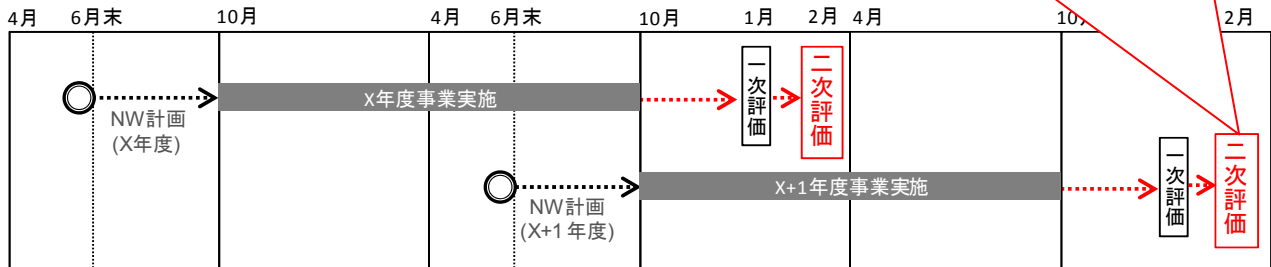 4月 6月末 10月 4月 6月末 10月 1月 2月 4月 10月 2月
X年度事業実施
NW計画
(X年度)
一次評価
二次評価
X+1年度事業実施
NW計画
(X+1年度)
一次評価
二次評価